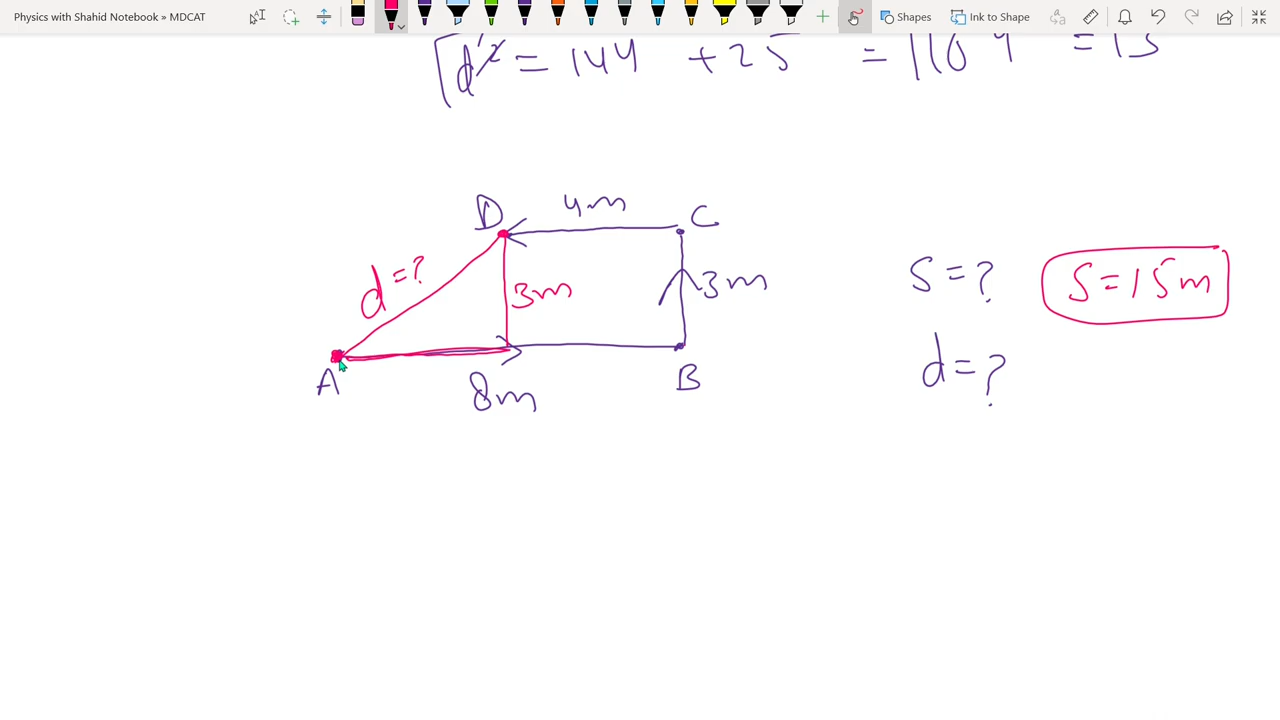 Physics with Shahid Notebook » MDCAT
Shapes
Ink to Shape
d² = 144 + 25 = √169 = 13
D
4m
C
d=?
3m
3m
S=?
S=15m
A
8m
B
d=?